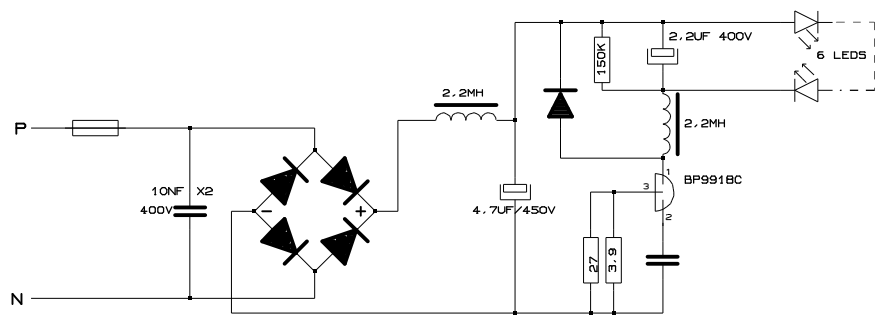 P
N
10NF X2
400V
-
+
2.2MH
4.7UF/450V
150K
2.2UF 400V
6 LEDS
2.2MH
BP9918C
1
3
2
27
3.9